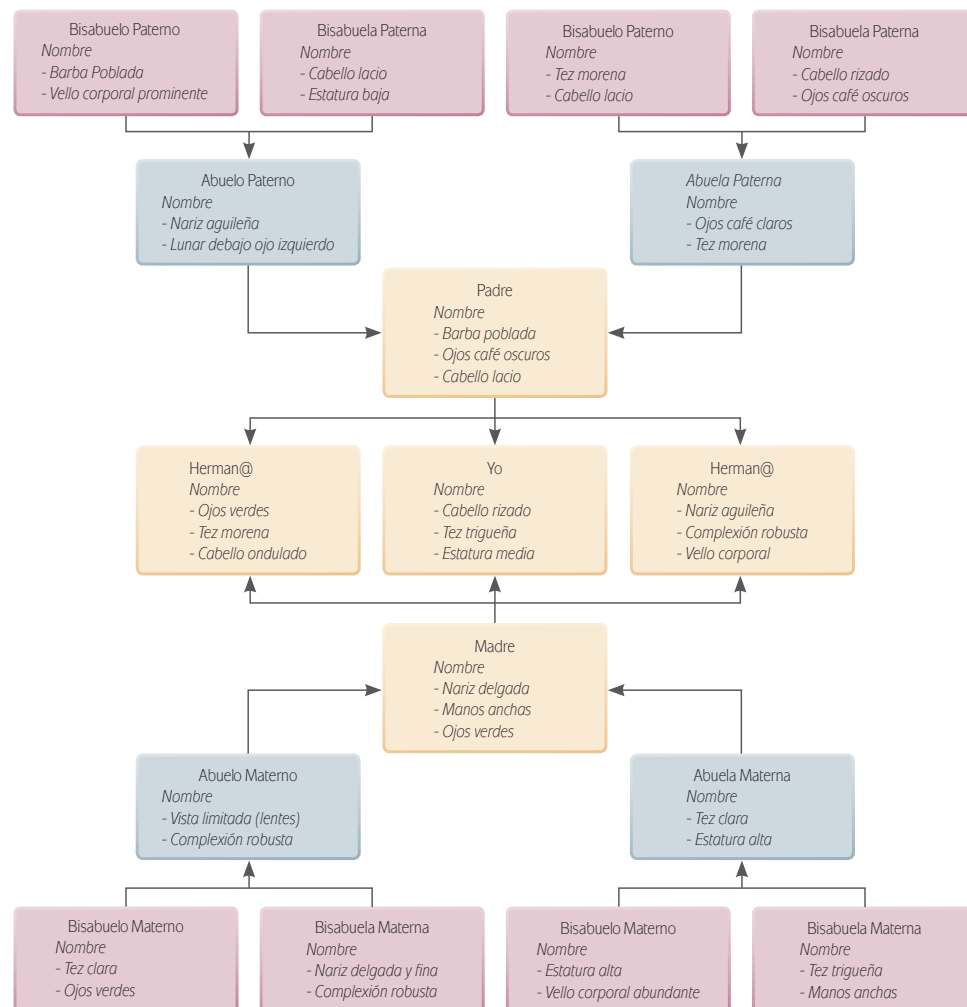 Bisabuelo Paterno
Nombre
- Barba Poblada
- Vello corporal prominente
Bisabuela Paterna
Nombre
- Cabello lacio
- Estatura baja
Bisabuelo Paterno
Nombre
- Tez morena
- Cabello lacio
Bisabuela Paterna
Nombre
- Cabello rizado
- Ojos café oscuros
Abuelo Paterno
Nombre
- Nariz aguileña
- Lunar debajo ojo izquierdo
Abuela Paterna
Nombre
- Ojos café claros
- Tez morena
Padre
Nombre
- Barba poblada
- Ojos café oscuros
- Cabello lacio
Herman@
Nombre
- Ojos verdes
- Tez morena
- Cabello ondulado
Yo
Nombre
- Cabello rizado
- Tez trigueña
- Estatura media
Herman@
Nombre
- Nariz aguileña
- Complexión robusta
- Vello corporal
Madre
Nombre
- Nariz delgada
- Manos anchas
- Ojos verdes
Abuelo Materno
Nombre
- Vista limitada (lentes)
- Complexión robusta
Abuela Materna
Nombre
- Tez clara
- Estatura alta
Bisabuelo Materno
Nombre
- Tez clara
- Ojos verdes
Bisabuela Materna
Nombre
- Nariz delgada y fina
- Complexión robusta
Bisabuelo Materno
Nombre
- Estatura alta
- Vello corporal abundante
Bisabuela Materna
Nombre
- Tez trigueña
- Manos anchas